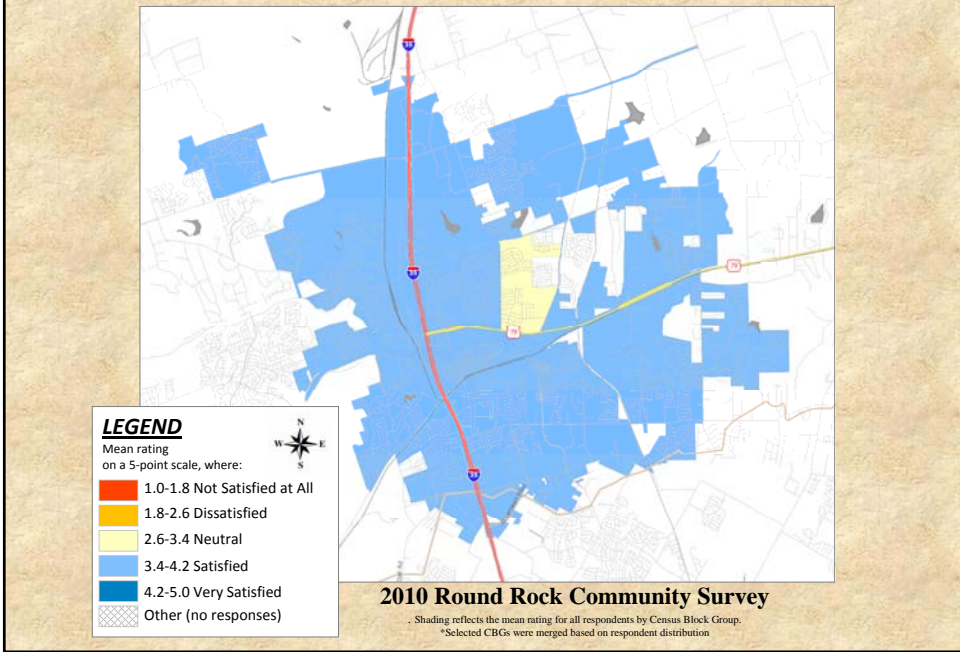 35
35
79
79
35
LEGEND
N
W E
S
Mean rating
on a 5-point scale, where:
1.0-1.8 Not Satisfied at All
1.8-2.6 Dissatisfied
2.6-3.4 Neutral
3.4-4.2 Satisfied
4.2-5.0 Very Satisfied
Other (no responses)
2010 Round Rock Community Survey
. Shading reflects the mean rating for all respondents by Census Block Group.
*Selected CBGs were merged based on respondent distribution